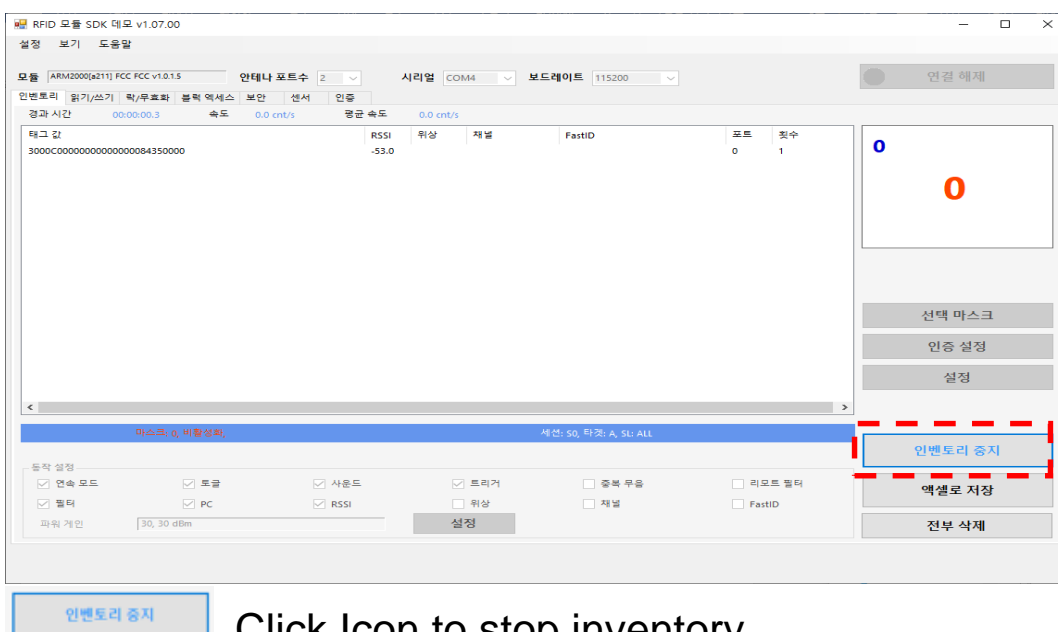 RFID 모듈 SDK 데모 v1.07.00
설정 보기 도움말
모듈 ARM2000[a211] FCC FCC v1.0.1.5 안테나 포트수 2 시리얼 COM4 보드레이트 115200 연결 해제
인벤토리 읽기/쓰기 락/무효화 블럭 엑세스 보안 센서 인증
경과 시간 00:00:00.3 속도 0.0 cnt/s 평균 속도 0.0 cnt/s
태그 값 RSSI 위상 채널 FastID 포트 횟수
3000C00000000000000084350000 -53.0 0 1
0
0
선택 마스크
인증 설정
설정
마스크: 0, 비활성화, 세션: S0, 타겟: A, SL: ALL
인벤토리 중지
동작 설정
연속 모드 토글 사운드 트리거 중복 무음 리모트 필터
필터 PC RSSI 위상 채널 FastID
파워 게인 30, 30 dBm 설정
엑셀로 저장
전부 삭제
인벤토리 중지 Click Icon to stop inventory